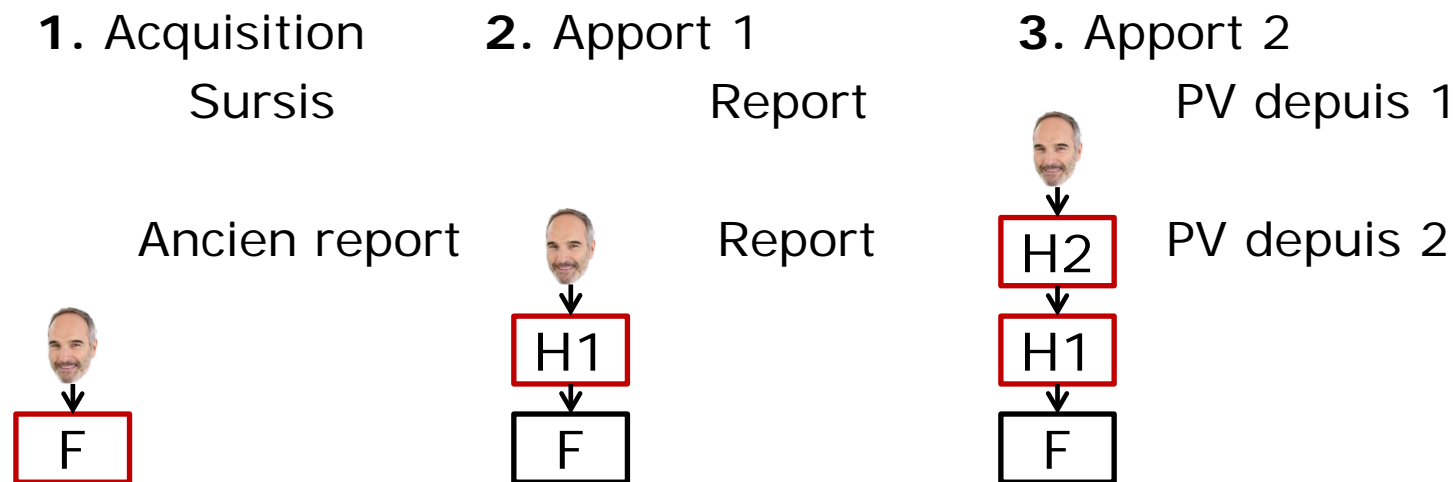 1. Acquisition 2. Apport 1 3. Apport 2
Sursis Report PV depuis 1
Ancien report Report PV depuis 2
H2
H1 H1
F F F